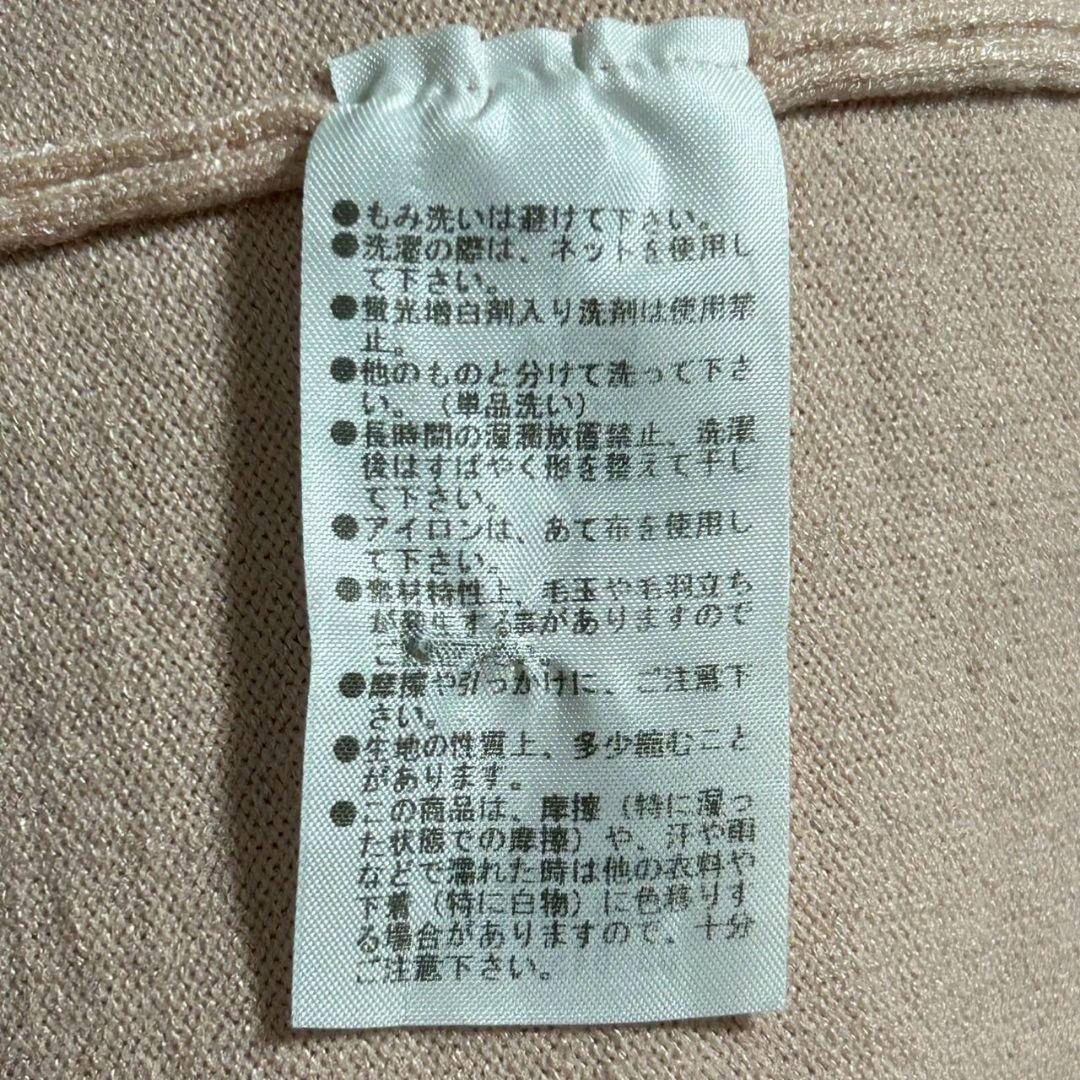 ●もみ洗いは避けて下さい。
●洗濯の際は、ネットを使用し
て下さい。
●蛍光増白剤入り洗剤は使用禁
止。
●他のものと分けて洗って下さ
い。（単品洗い）
●長時間の湿潤放置禁止、洗濯
後はすばやく形を整えて干し
て下さい。
●アイロンは、あて布を使用し
て下さい。
●素材特性上、毛玉や毛羽立ち
が発生する事がありますので
ご
●摩擦や引っかけに、ご注意下
さい。
●生地の性質上、多少縮むこと
があります。
●この商品は、摩擦（特に湿っ
た状態での摩擦）や、汗や雨
などで濡れた時は他の衣料や
下着（特に白物）に色移りす
る場合がありますので、十分
ご注意下さい。